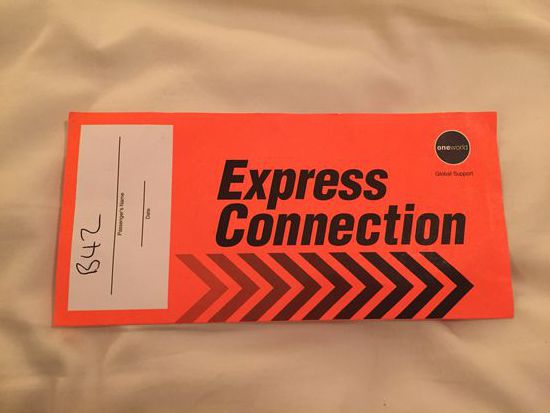 oneworld
Global Support
Express
Connection
Passenger's Name
Date
B42